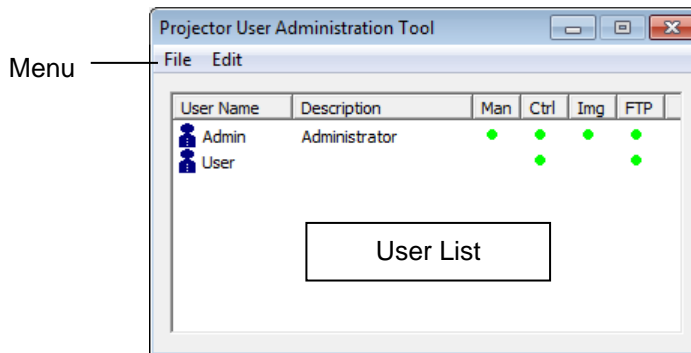 Projector User Administration Tool
Menu
File Edit
User Name Description Man Ctrl Img FTP
Admin Administrator
User
User List